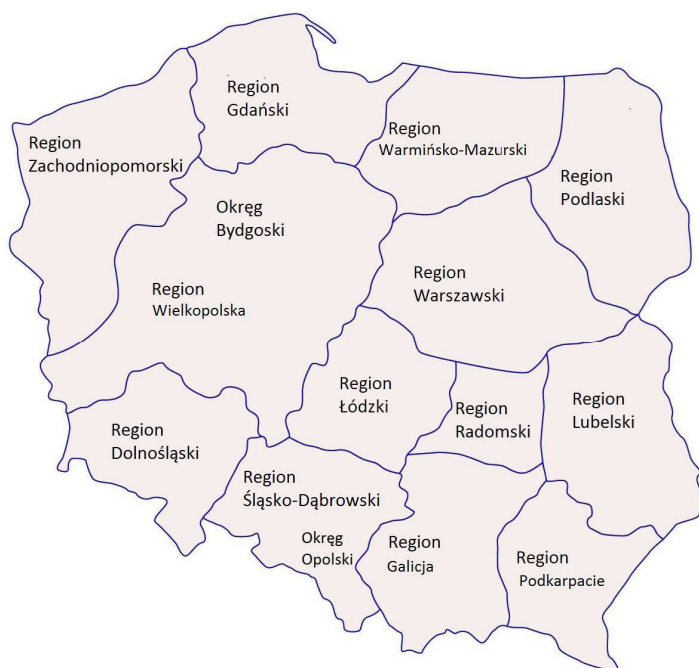 Region
Gdański
Region
Zachodniopomorski
Region
Warmińsko-Mazurski
Region
Podlaski
Okręg
Bydgoski
Region
Wielkopolska
Region
Warszawski
Region
Łódzki
Region
Radomski
Region
Lubelski
Region
Dolnośląski
Region
Śląsko-Dąbrowski
Okręg
Opolski
Region
Galicja
Region
Podkarpacie